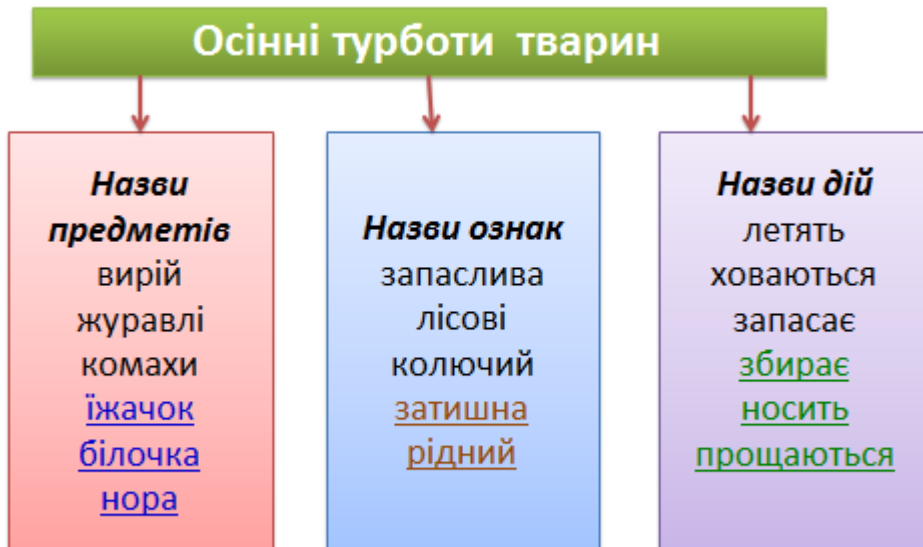 Осінні турботи тварин
Назви
предметів
вирій
журавлі
комахи
їжачок
білочка
нора
Назви ознак
запаслива
лісові
колючий
затишна
рідний
Назви дій
летять
ховаються
запасає
збирає
носить
прощаються